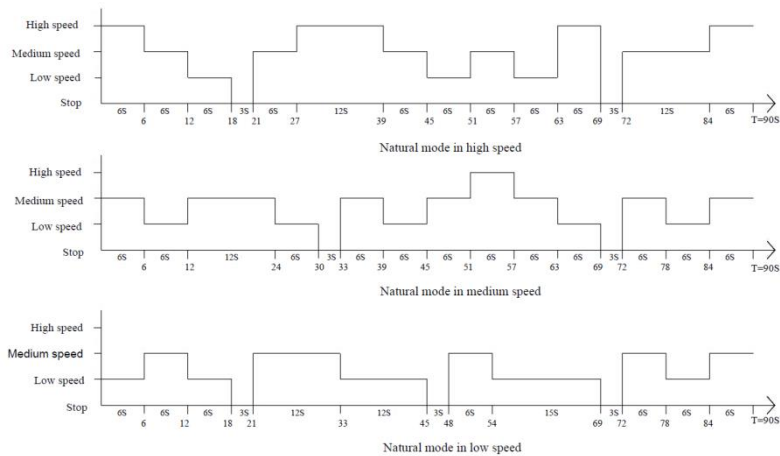 High speed
Medium speed
Low speed
Stop
6S 6S 6S 3S 6S 12S 6S 6S 6S 6S 6S 3S 12S 6S
6 12 18 21 27 39 45 51 57 63 69 72 84 T=90S
Natural mode in high speed
High speed
Medium speed
Low speed
Stop
6S 6S 12S 6S 3S 6S 6S 6S 6S 6S 6S 3S 6S 6S 6S
6 12 24 30 33 39 45 51 57 63 69 72 78 84 T=90S
Natural mode in medium speed
High speed
Medium speed
Low speed
Stop
6S 6S 6S 3S 12S 12S 3S 6S 15S 3S 6S 6S 6S
6 12 18 21 33 45 48 54 69 72 78 84 T=90S
Natural mode in low speed